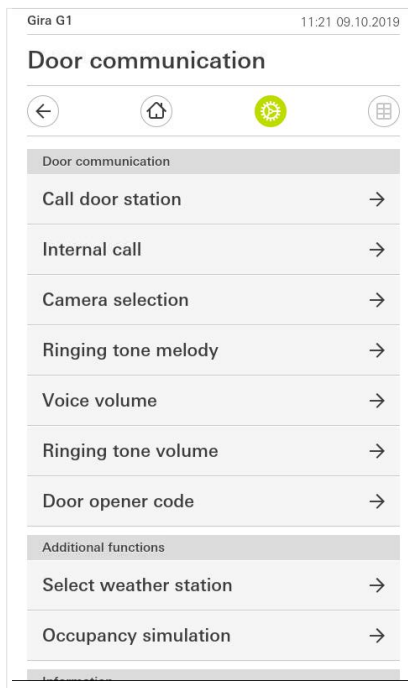 Gira G1 11:21 09.10.2019
Door communication
Door communication
Call door station
Internal call
Camera selection
Ringing tone melody
Voice volume
Ringing tone volume
Door opener code
Additional functions
Select weather station
Occupancy simulation
Information